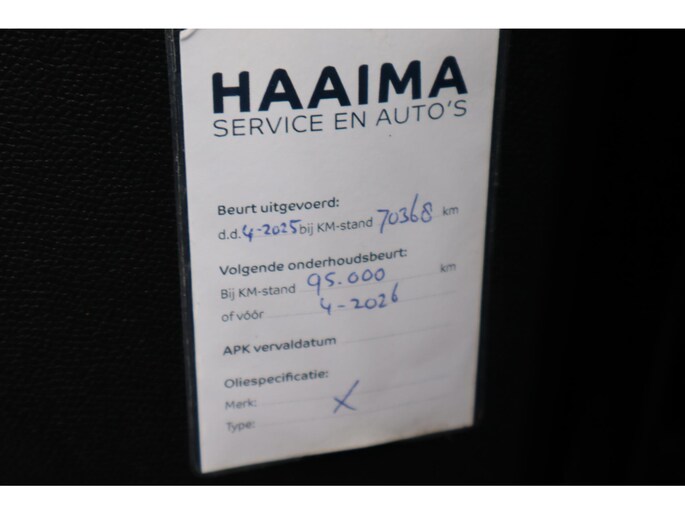 HAAIMA
SERVICE EN AUTO'S
Beurt uitgevoerd:
d.d. 4-2025 bij KM-stand 70368 km
Volgende onderhoudsbeurt:
Bij KM-stand 95.000 km
of vóór 4-2026
APK vervaldatum
Oliespecificatie:
Merk: X
Type: